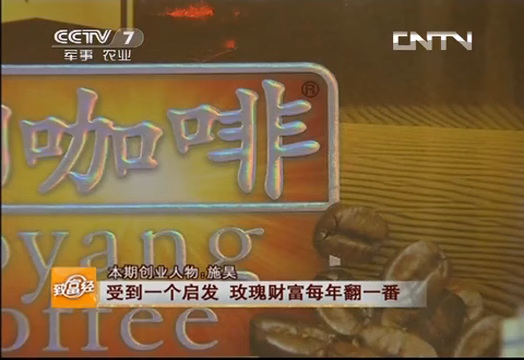 CCTV 7
军事 农业
CNTV
咖啡®
yang
offee
本期创业人物:施昊
致富经
受到一个启发 玫瑰财富每年翻一番